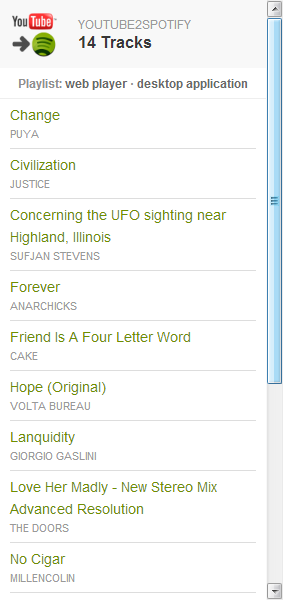 YouTube
YOUTUBE2SPOTIFY
14 Tracks
Playlist: web player · desktop application
Change
PUYA
Civilization
JUSTICE
Concerning the UFO sighting near
Highland, Illinois
SUFJAN STEVENS
Forever
ANARCHICKS
Friend Is A Four Letter Word
CAKE
Hope (Original)
VOLTA BUREAU
Lanquidity
GIORGIO GASLINI
Love Her Madly - New Stereo Mix
Advanced Resolution
THE DOORS
No Cigar
MILLENCOLIN